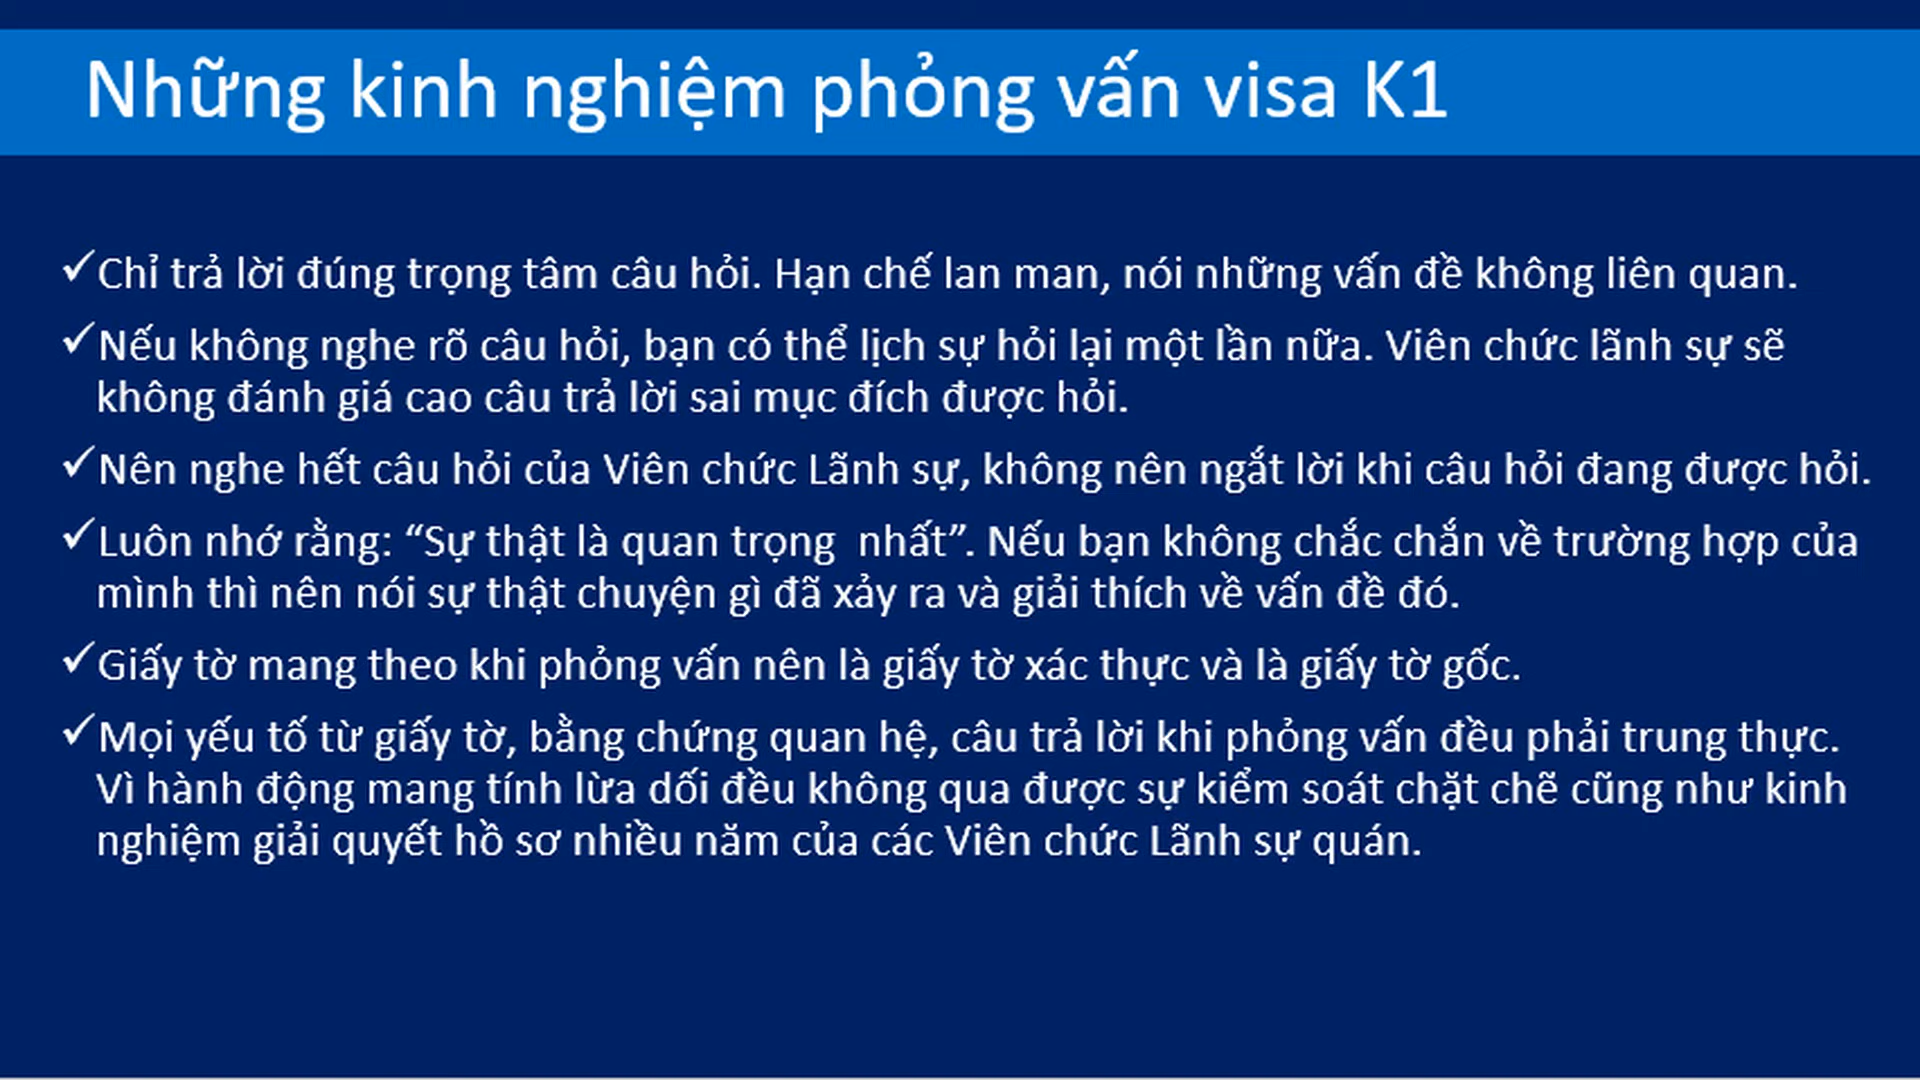 Những kinh nghiệm phỏng vấn visa K1
✓Chỉ trả lời đúng trọng tâm câu hỏi. Hạn chế lan man, nói những vấn đề không liên quan.
✓Nếu không nghe rõ câu hỏi, bạn có thể lịch sự hỏi lại một lần nữa. Viên chức lãnh sự sẽ
không đánh giá cao câu trả lời sai mục đích được hỏi.
✓Nên nghe hết câu hỏi của Viên chức Lãnh sự, không nên ngắt lời khi câu hỏi đang được hỏi.
✓Luôn nhớ rằng: “Sự thật là quan trọng  nhất”. Nếu bạn không chắc chắn về trường hợp của
mình thì nên nói sự thật chuyện gì đã xảy ra và giải thích về vấn đề đó.
✓Giấy tờ mang theo khi phỏng vấn nên là giấy tờ xác thực và là giấy tờ gốc.
✓Mọi yếu tố từ giấy tờ, bằng chứng quan hệ, câu trả lời khi phỏng vấn đều phải trung thực.
Vì hành động mang tính lừa dối đều không qua được sự kiểm soát chặt chẽ cũng như kinh
nghiệm giải quyết hồ sơ nhiều năm của các Viên chức Lãnh sự quán.